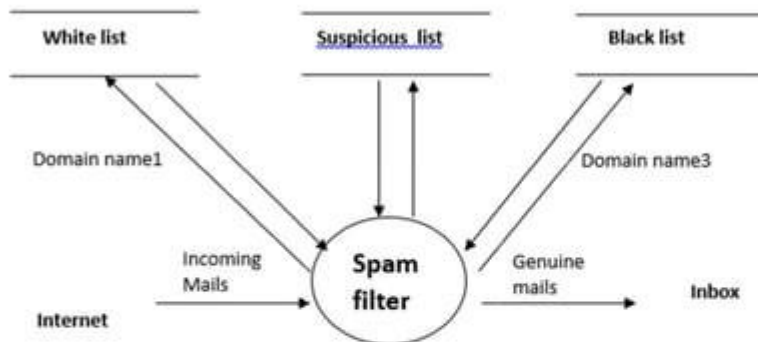 White list
Suspicious list
Black list
Domain name1
Domain name3
Incoming
Mails
Spam
filter
Genuine
mails
Internet
Inbox